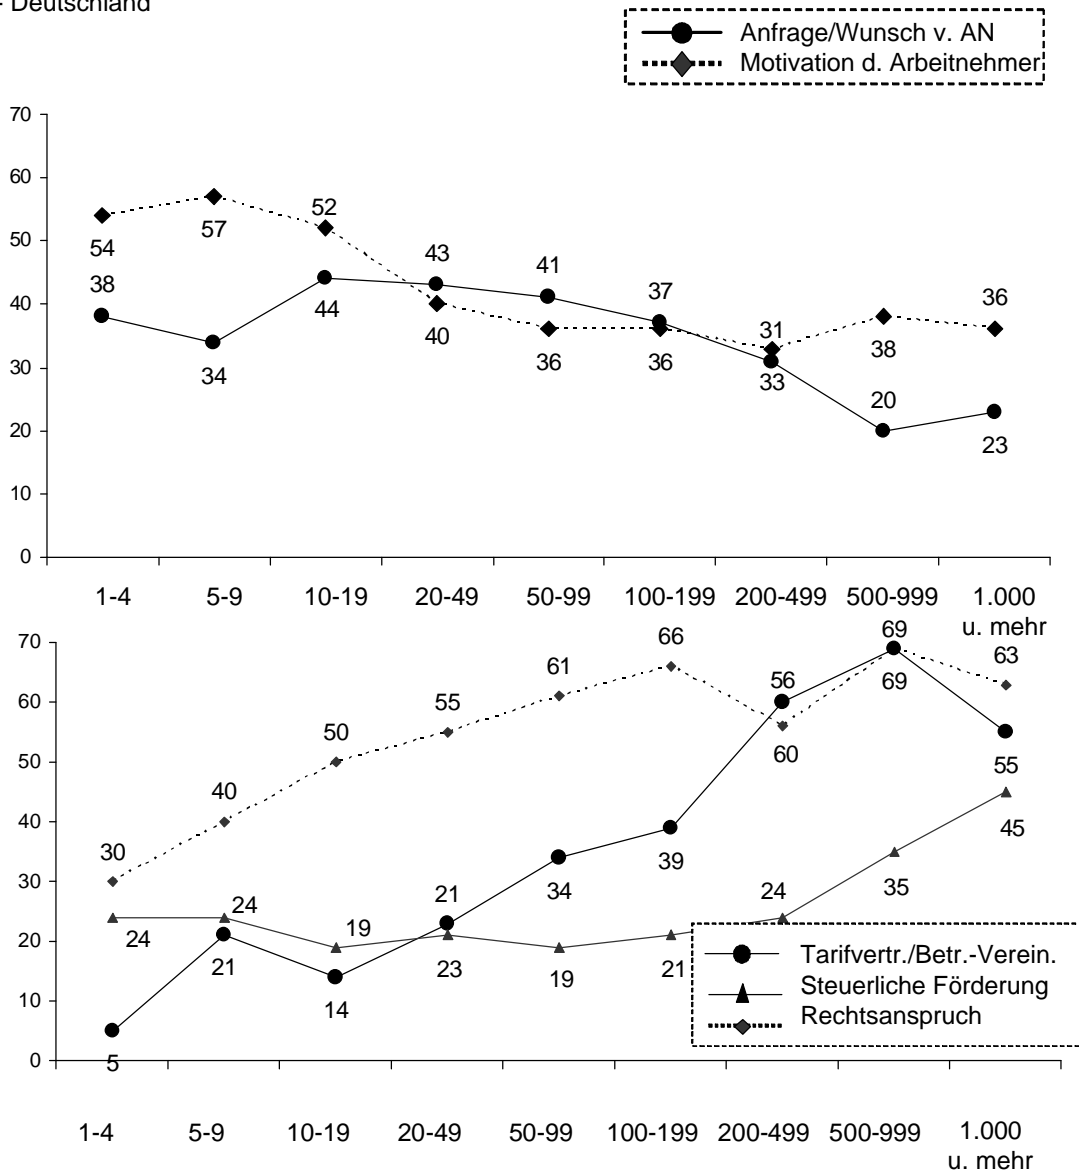 - Deutschland
Anfrage/Wunsch v. AN
Motivation d. Arbeitnehmer
70
60
50
40
30
20
10
0
54 57 52 43 41 37 31 38 36
38 34 44 40 36 36 33 20 23
1-4 5-9 10-19 20-49 50-99 100-199 200-499 500-999 1.000
u. mehr
70
60
50
40
30
20
10
0
30 40 50 55 61 66 56 69 63
24 24 19 21 34 39 60 69 55
5 21 14 23 19 21 24 35 45
Tarifvertr./Betr.-Verein.
Steuerliche Förderung
Rechtsanspruch
1-4 5-9 10-19 20-49 50-99 100-199 200-499 500-999 1.000
u. mehr